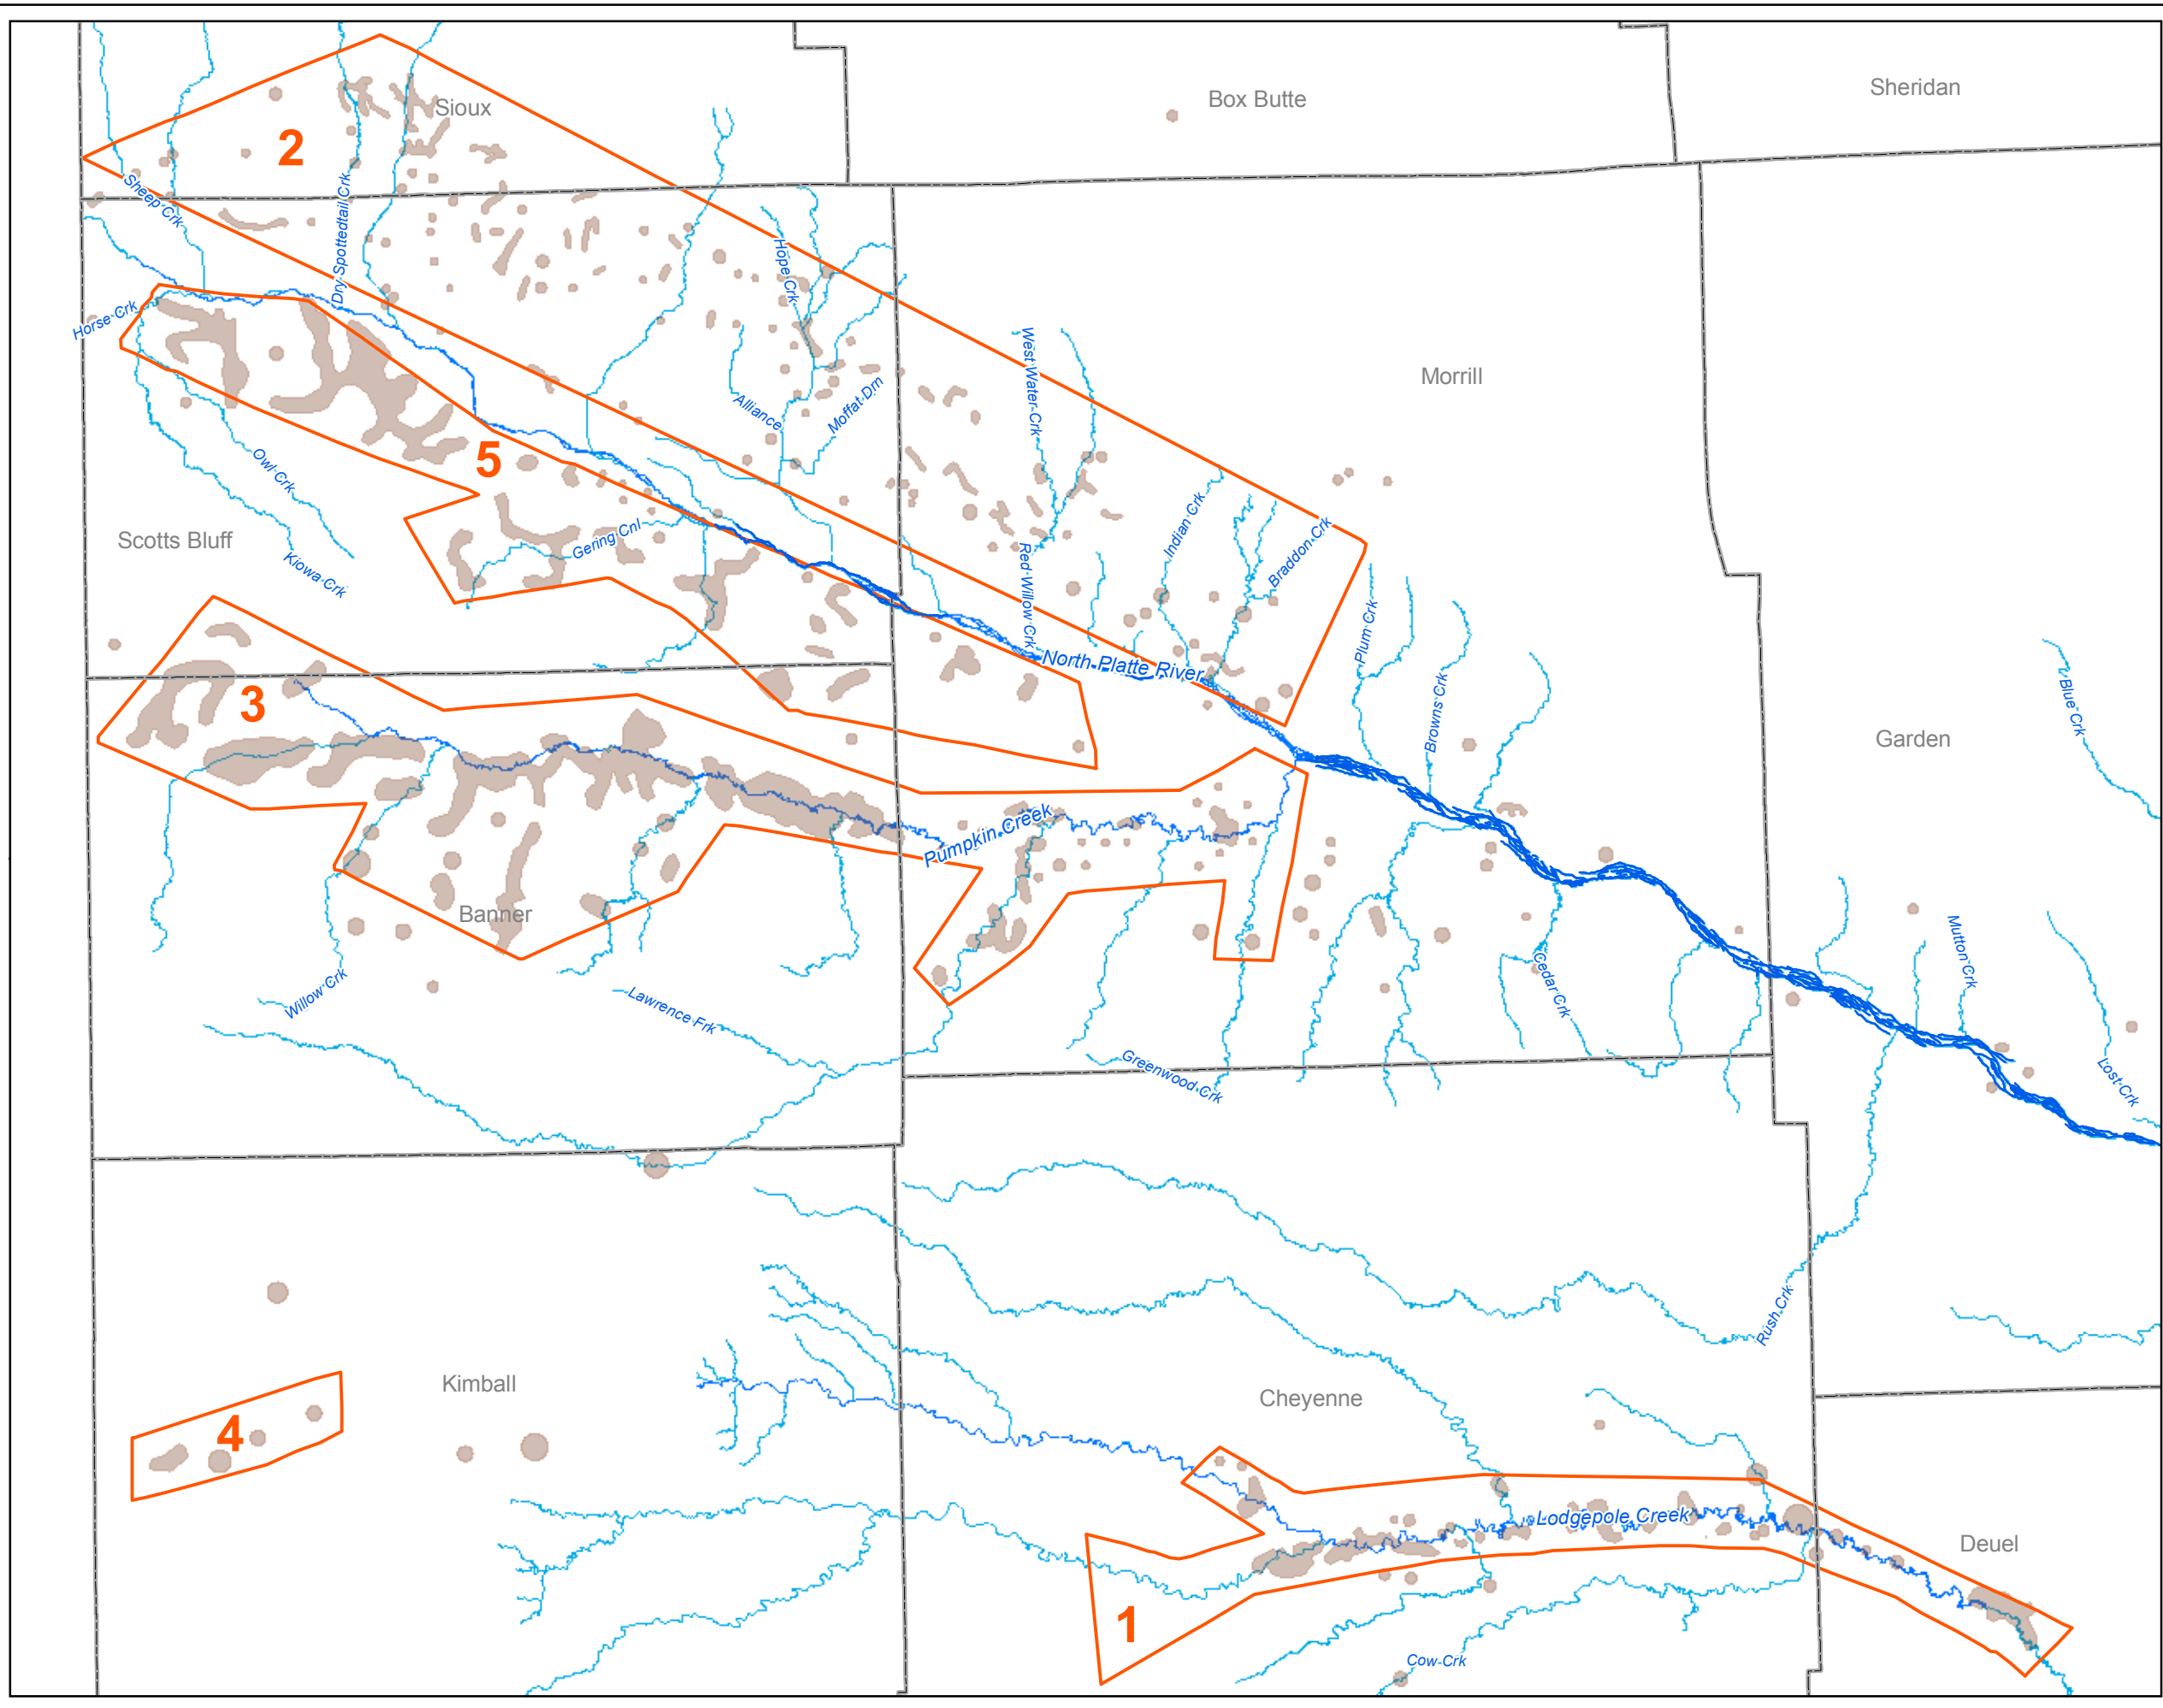 Sheridan
Box Butte
Sioux
2
Sheep Crk
Dry Spottedtail Crk
Hope Crk
Horse Crk
West Water Crk
Morrill
Alliance
Moffat Drn
5
Owl Crk
Indian Crk
Scotts Bluff
Gering Cnl
Braddon Crk
Kiowa Crk
Red Willow Crk
Plum Crk
North Platte River
3
Browns Crk
Blue Crk
Garden
Pumpkin Creek
Banner
Mutton Crk
Willow Crk
Lawrence Frk
Cedar Crk
Greenwood Crk
Lost Crk
Rush Crk
Kimball
Cheyenne
4
Lodgepole Creek
Deuel
1
Cow Crk